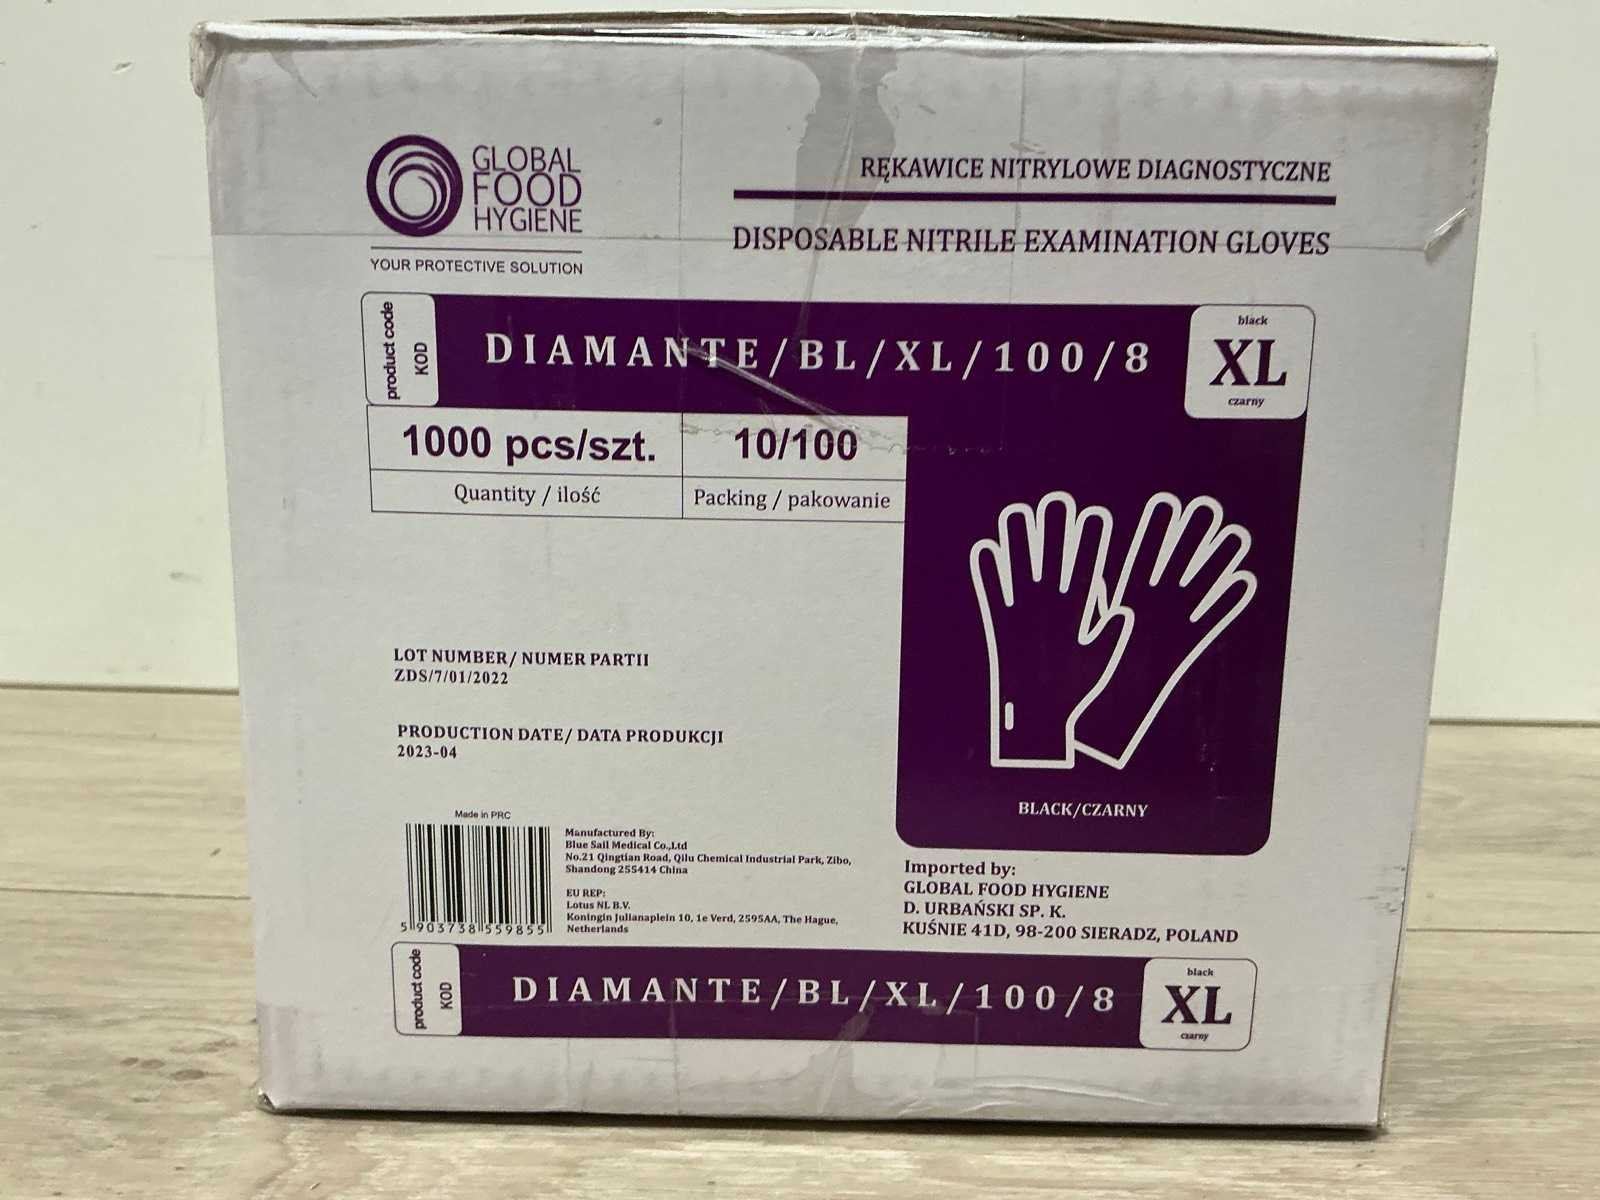 GLOBAL
FOOD
HYGIENE
YOUR PROTECTIVE SOLUTION
RĘKAWICE NITRYLOWE DIAGNOSTYCZNE
DISPOSABLE NITRILE EXAMINATION GLOVES
product code
KOD
DIAMANTE/BL/XL/100/8
black
XL
czarny
1000 pcs/szt.
10/100
Quantity / ilość
Packing / pakowanie
LOT NUMBER/ NUMER PARTII
ZDS/7/01/2022
PRODUCTION DATE/ DATA PRODUKCJI
2023-04
BLACK/CZARNY
Made in PRC
5 903738 559855
Manufactured By:
Blue Sail Medical Co.,Ltd
No.21 Qingtian Road, Qilu Chemical Industrial Park, Zibo,
Shandong 255414 China
EU REP:
Lotus NL B.V.
Koningin Julianaplein 10, 1e Verd, 2595AA, The Hague,
Netherlands
Imported by:
GLOBAL FOOD HYGIENE
D. URBAŃSKI SP. K.
KUŚNIE 41D, 98-200 SIERADZ, POLAND
product code
KOD
DIAMANTE/BL/XL/100/8
black
XL
czarny